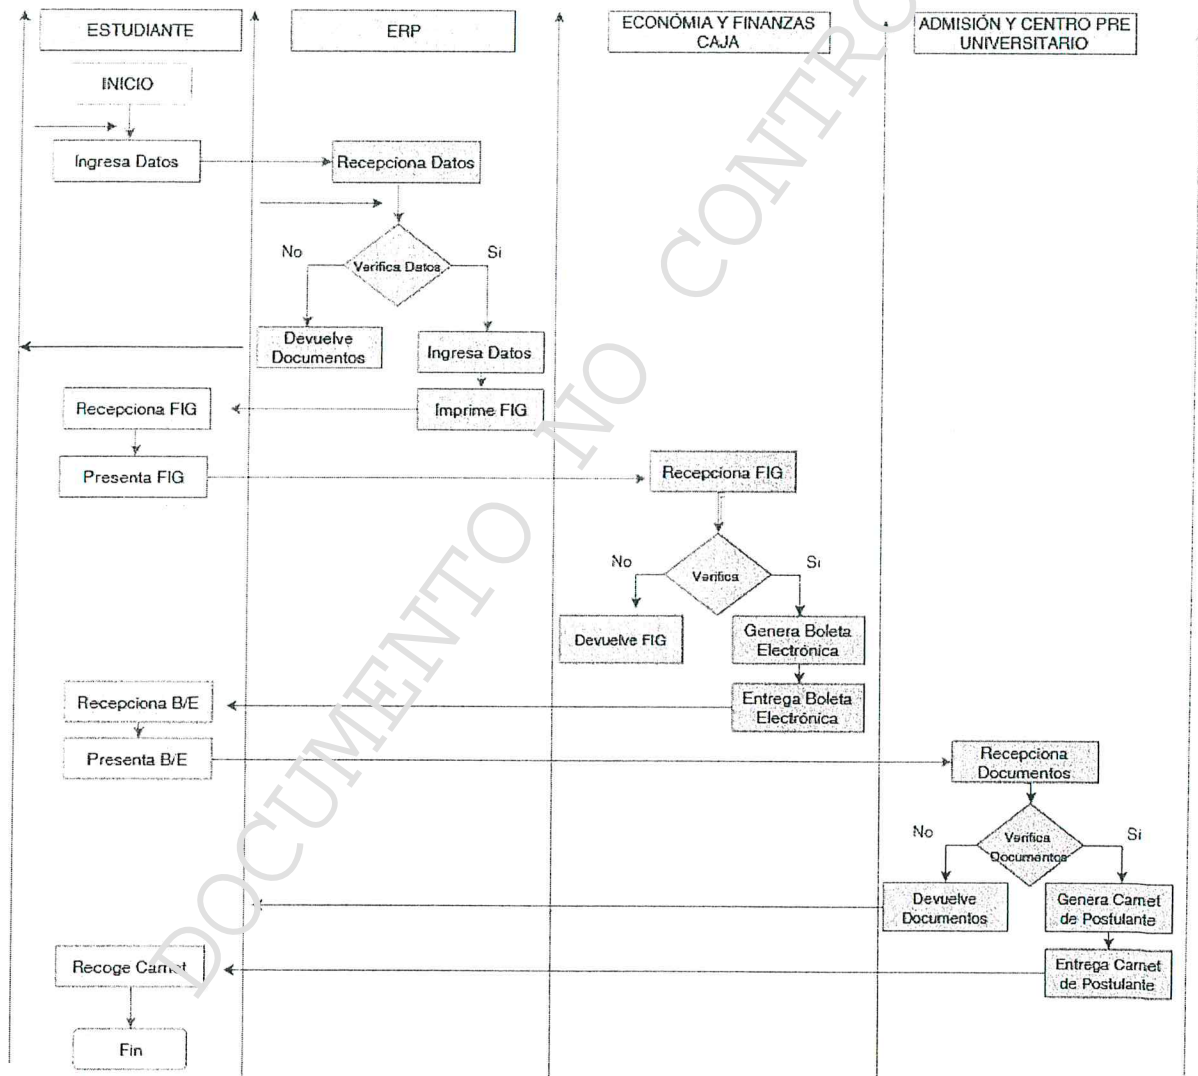 ESTUDIANTE
ERP
ECONÓMIA Y FINANZAS
CAJA
ADMISIÓN Y CENTRO PRE
UNIVERSITARIO
INICIO
Ingresa Datos
Recepciona Datos
No
Si
Verifica Datos
Devuelve
Documentos
Ingresa Datos
Recepciona FIG
Imprime FIG
Presenta FIG
Recepciona FIG
No
Si
Verifica
Devuelve FIG
Genera Boleta
Electrónica
Recepciona B/E
Entrega Boleta
Electrónica
Presenta B/E
Recepciona
Documentos
No
Si
Verifica
Documentos
Devuelve
Documentos
Genera Carnet
de Postulante
Recoge Carnet
Entrega Carnet
de Postulante
Fin
DOCUMENTO NO CONTRO